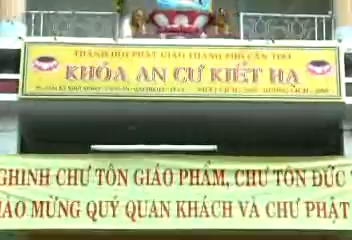 THÀNH HỘI PHẬT GIÁO THÀNH PHỐ CẦN THƠ
KHÓA AN CƯ KIẾT HẠ
NGHINH CHƯ TÔN GIÁO PHẨM, CHƯ TÔN ĐỨC
MỪNG QUÝ QUAN KHÁCH VÀ CHƯ PHẬT